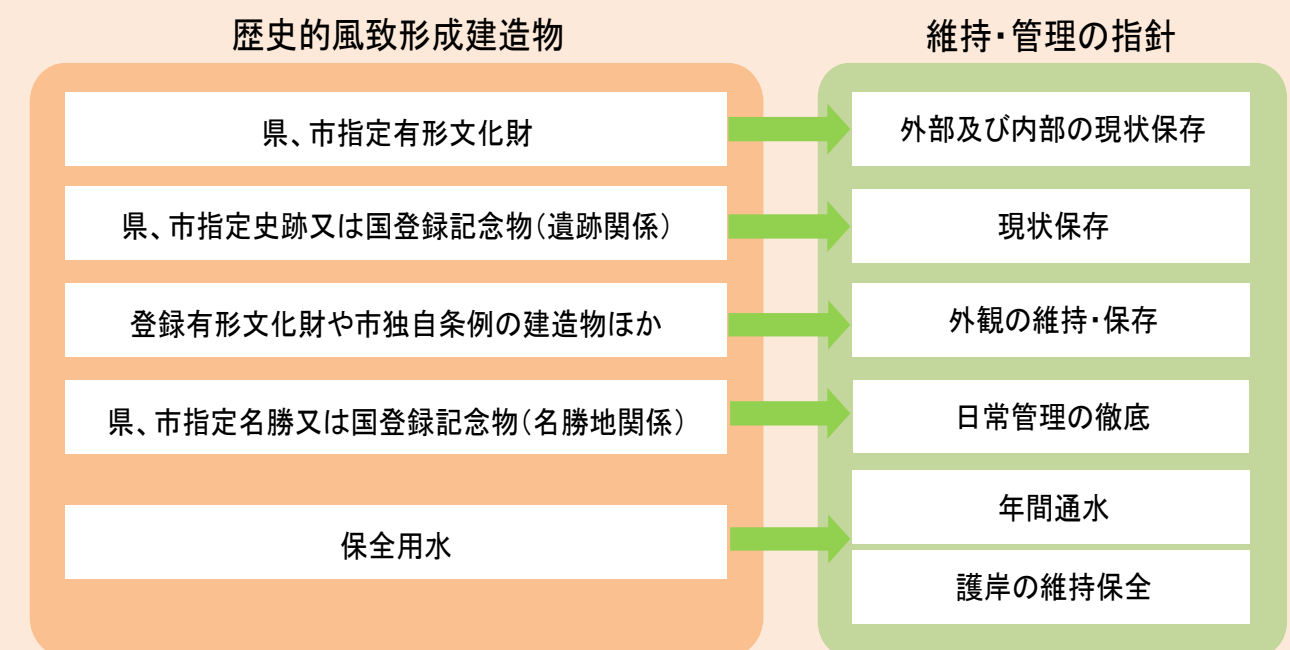 歴史的風致形成建造物
維持・管理の指針
県、市指定有形文化財
外部及び内部の現状保存
県、市指定史跡又は国登録記念物（遺跡関係）
現状保存
登録有形文化財や市独自条例の建造物ほか
外観の維持・保存
県、市指定名勝又は国登録記念物（名勝地関係）
日常管理の徹底
保全用水
年間通水
護岸の維持保全